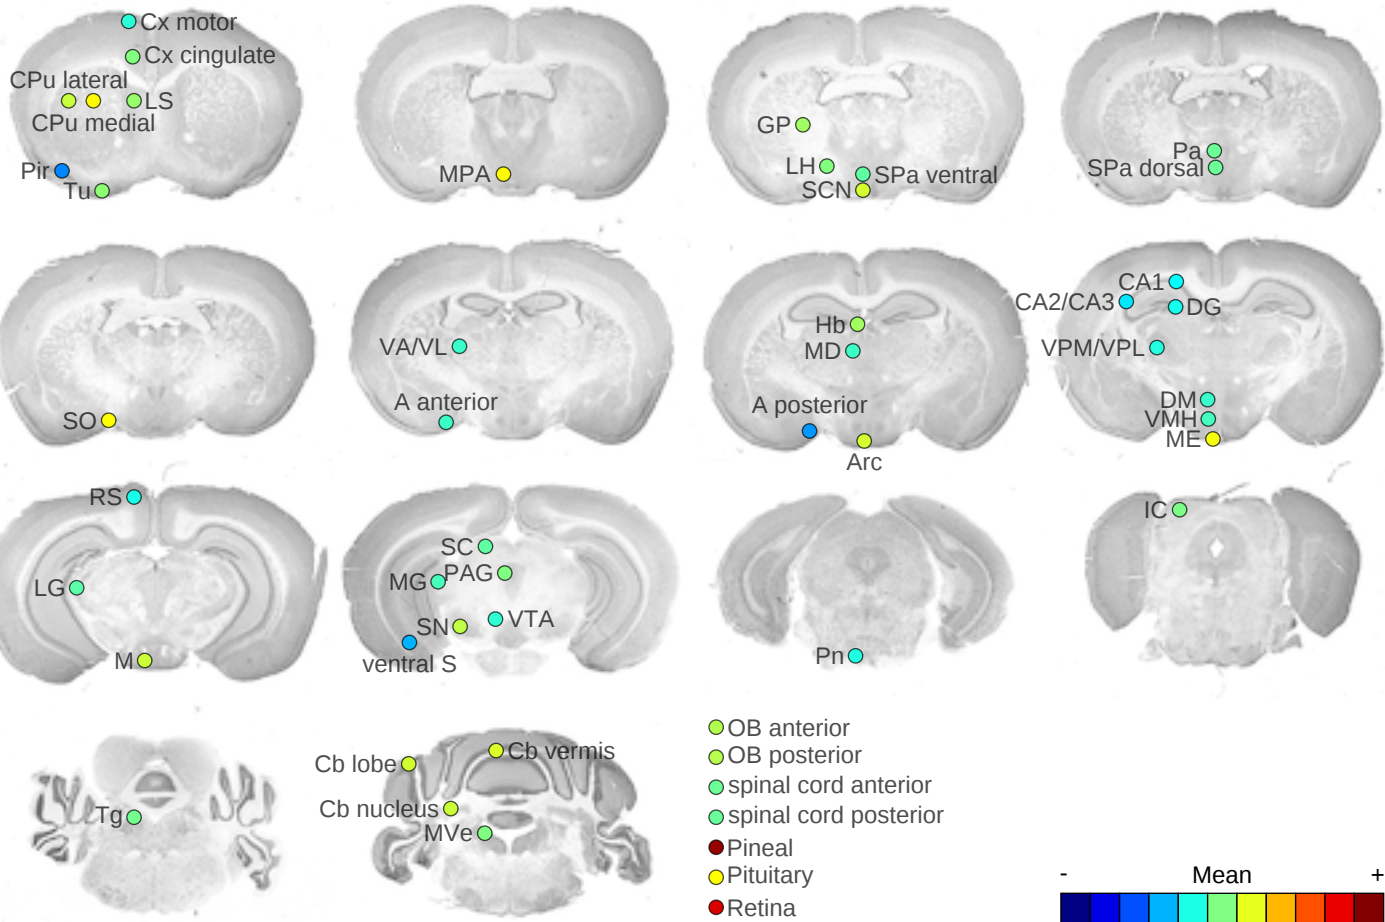 Cx motor
Cx cingulate
CPu lateral
LS
CPu medial
Pir
Tu
MPA
GP
LH
SPa ventral
SCN
Pa
SPa dorsal
SO
VA/VL
A anterior
Hb
MD
A posterior
Arc
CA1
CA2/CA3
DG
VPM/VPL
DM
VMH
ME
RS
LG
M
SC
PAG
MG
VTA
SN
ventral S
Pn
IC
Tg
Cb vermis
Cb lobe
Cb nucleus
MVe
OB anterior
OB posterior
spinal cord anterior
spinal cord posterior
Pineal
Pituitary
Retina
- Mean +